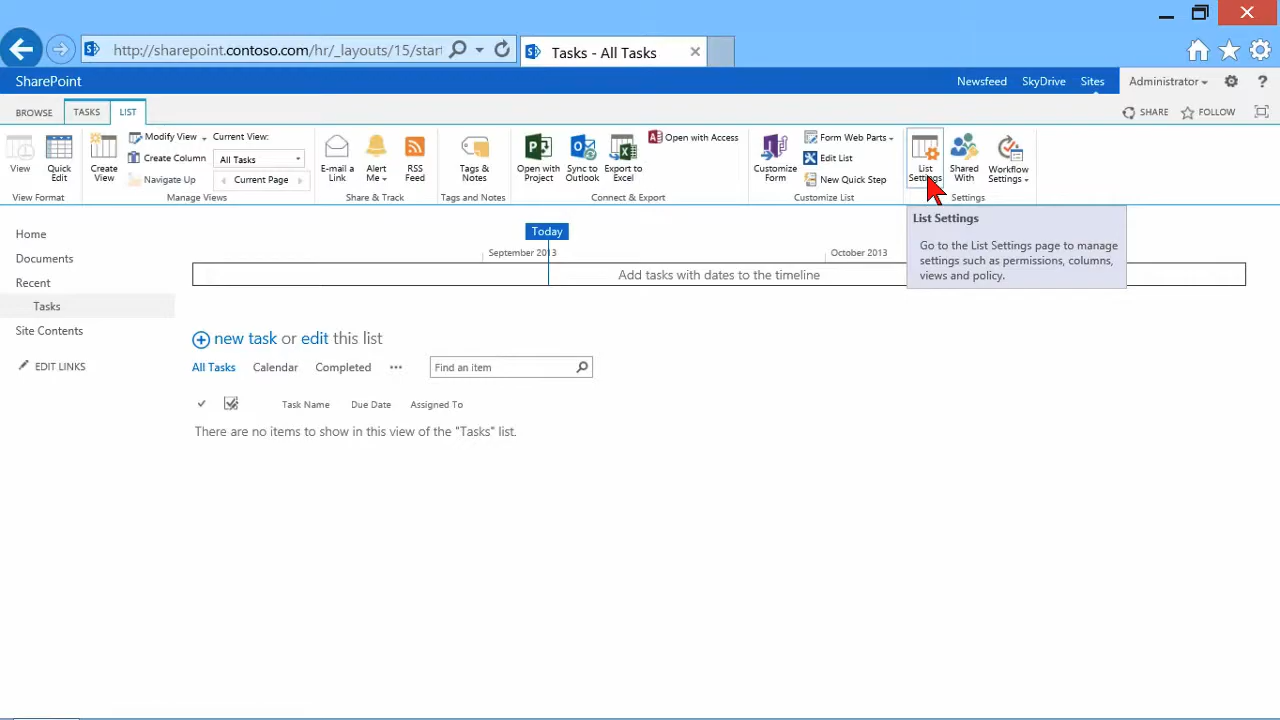 http://sharepoint.contoso.com/hr/_layouts/15/start
Tasks - All Tasks
SharePoint
Newsfeed SkyDrive Sites Administrator ?
BROWSE TASKS LIST
SHARE FOLLOW
View
Quick Edit
View Format
Create View
Modify View
Create Column
Navigate Up
Current View:
All Tasks
Current Page
Manage Views
E-mail a Link
Alert Me
RSS Feed
Share & Track
Tags & Notes
Tags and Notes
Open with Project
Sync to Outlook
Export to Excel
Open with Access
Connect & Export
Customize Form
Form Web Parts
Edit List
New Quick Step
Customize List
List Settings
Shared With
Workflow Settings
Settings
List Settings
Go to the List Settings page to manage
settings such as permissions, columns,
views and policy.
Home
Documents
Recent
Tasks
Site Contents
EDIT LINKS
Today
September 2013 October 2013
Add tasks with dates to the timeline
new task or edit this list
All Tasks Calendar Completed ••• Find an item
Task Name Due Date Assigned To
There are no items to show in this view of the "Tasks" list.